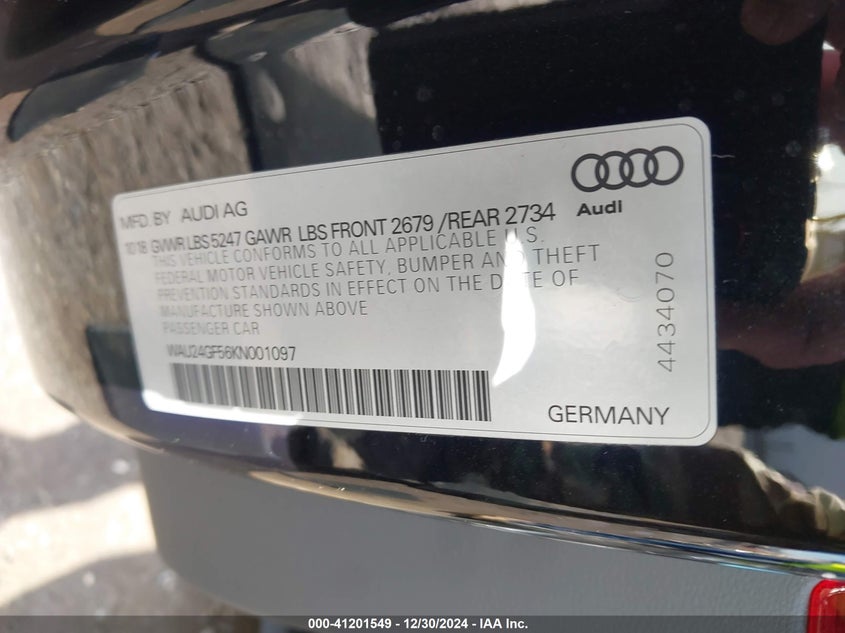 MFD. BY AUDI AG
Audi
10 18 GVWR LBS 5247 GAWR LBS FRONT 2679 /REAR 2734
THIS VEHICLE CONFORMS TO ALL APPLICABLE U.S.
FEDERAL MOTOR VEHICLE SAFETY, BUMPER AND THEFT
PREVENTION STANDARDS IN EFFECT ON THE DATE OF
MANUFACTURE SHOWN ABOVE
PASSENGER CAR
WAU24GF56KN001097
GERMANY
4434070
000-41201549 - 12/30/2024 - IAA Inc.